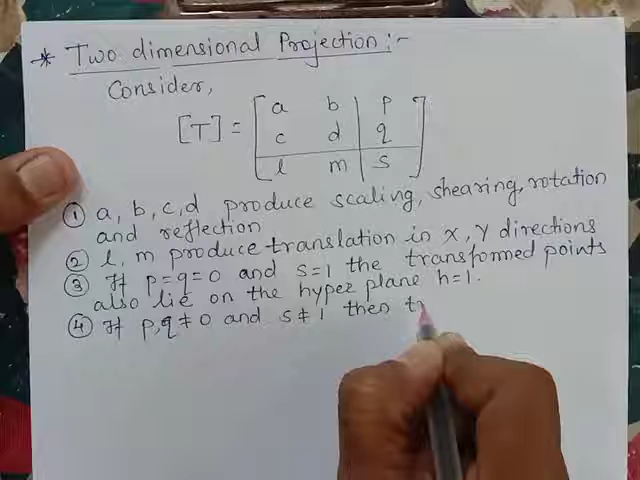 * Two dimensional Projection :-
Consider,
[T] = [ a b | p
c d | q
l m | s ]
① a, b, c, d produce scaling, shearing, rotation
and reflection
② l, m produce translation in x, y directions
③ If p=q=0 and s=1 the transformed points
also lie on the hyper plane h=1.
④ If p,q≠0 and s≠1 then t